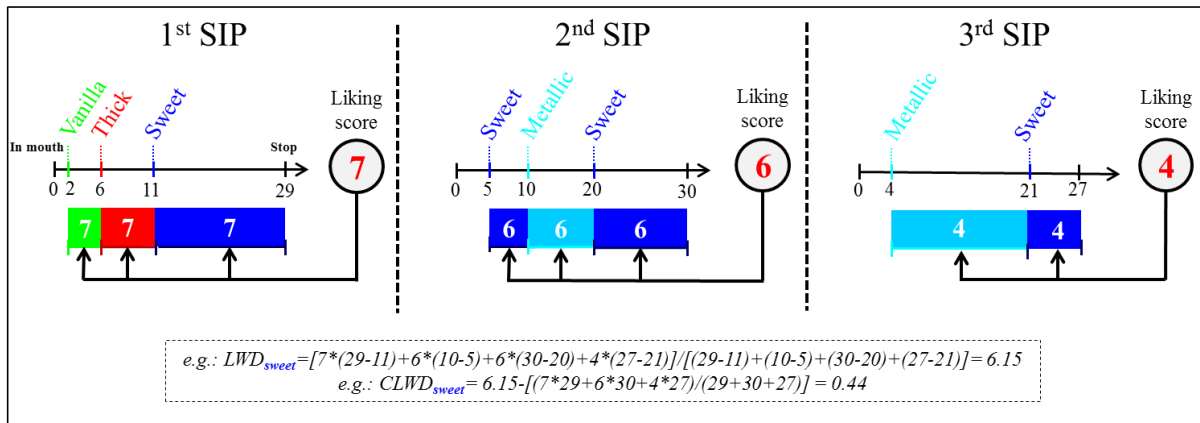 1st SIP
2nd SIP
3rd SIP
Vanilla
Thick
Sweet
Liking
score
In mouth
Stop
7
0 2 6 11 29
7 7 7
Sweet
Metallic
Sweet
Liking
score
6
0 5 10 20 30
6 6 6
Metallic
Sweet
Liking
score
4
0 4 21 27
4 4
e.g.: LWDsweet=[7*(29-11)+6*(10-5)+6*(30-20)+4*(27-21)]/[(29-11)+(10-5)+(30-20)+(27-21)]= 6.15
e.g.: CLWDsweet= 6.15-[(7*29+6*30+4*27)/(29+30+27)] = 0.44